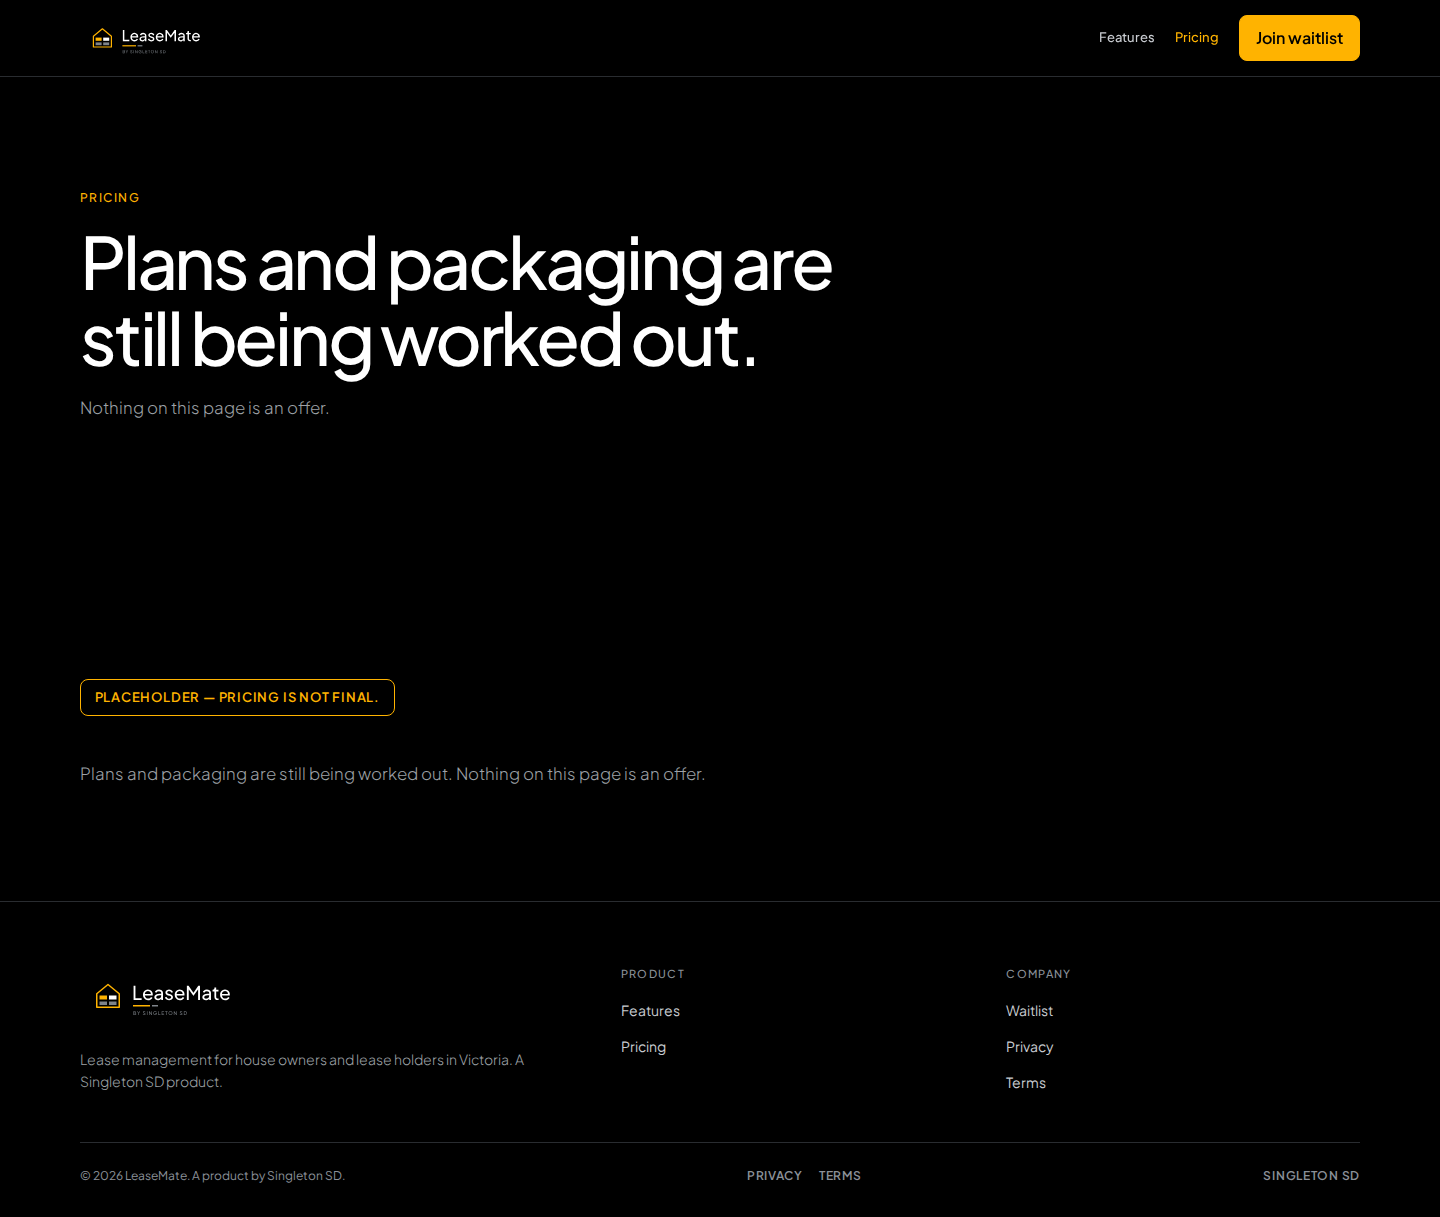 LeaseMate
BY SINGLETON SD
Features
Pricing
Join waitlist
PRICING
Plans and packaging are
still being worked out.
Nothing on this page is an offer.
PLACEHOLDER — PRICING IS NOT FINAL.
Plans and packaging are still being worked out. Nothing on this page is an offer.
LeaseMate
BY SINGLETON SD
Lease management for house owners and lease holders in Victoria. A
Singleton SD product.
PRODUCT
Features
Pricing
COMPANY
Waitlist
Privacy
Terms
© 2026 LeaseMate. A product by Singleton SD.
PRIVACY
TERMS
SINGLETON SD